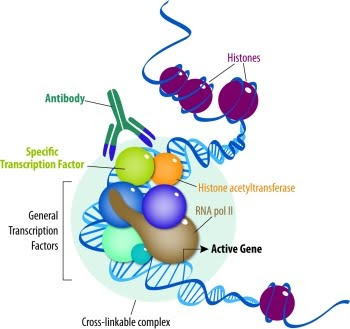 Histones
Antibody
Specific
Transcription Factor
Histone acetyltransferase
RNA pol II
General
Transcription
Factors
Active Gene
Cross-linkable complex